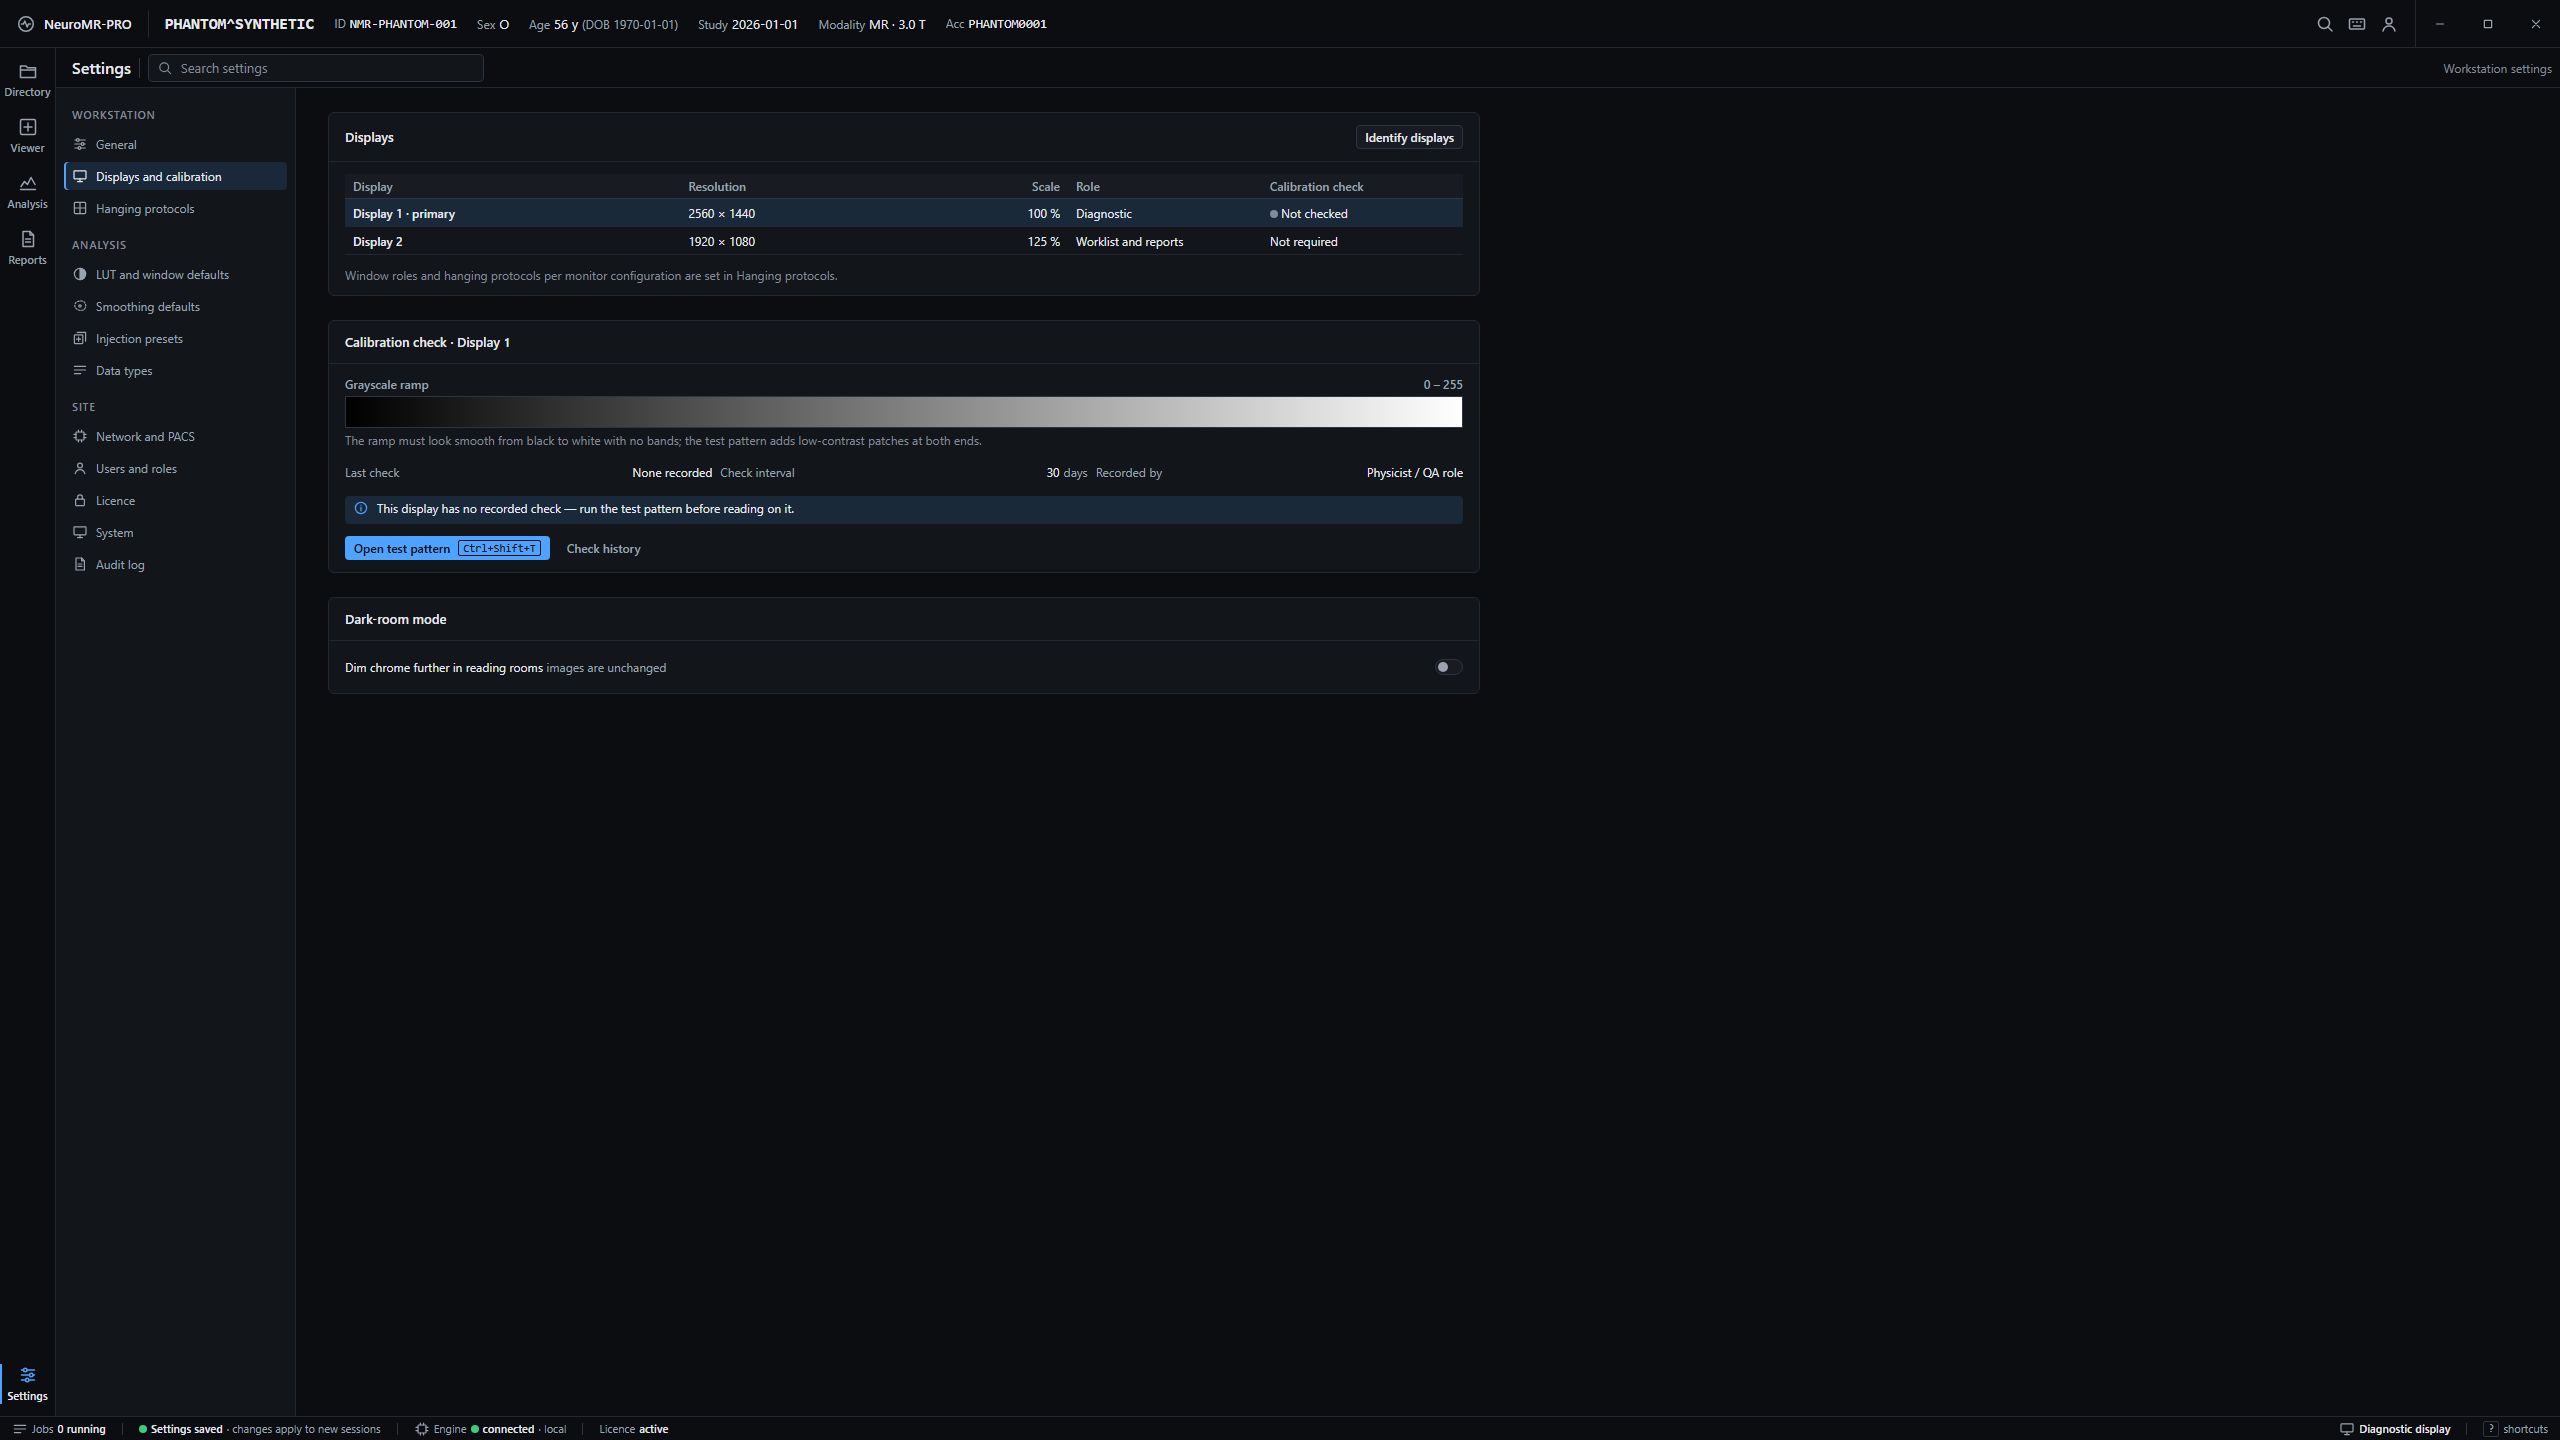 NeuroMR-PRO PHANTOM^SYNTHETIC ID NMR-PHANTOM-001 Sex O Age 56 y (DOB 1970-01-01) Study 2026-01-01 Modality MR · 3.0 T Acc PHANTOM0001
Directory
Viewer
Analysis
Reports
Settings
Settings Search settings Workstation settings
WORKSTATION
General
Displays and calibration
Hanging protocols
ANALYSIS
LUT and window defaults
Smoothing defaults
Injection presets
Data types
SITE
Network and PACS
Users and roles
Licence
System
Audit log
Displays Identify displays
Display Resolution Scale Role Calibration check
Display 1 · primary 2560 × 1440 100 % Diagnostic Not checked
Display 2 1920 × 1080 125 % Worklist and reports Not required
Window roles and hanging protocols per monitor configuration are set in Hanging protocols.
Calibration check · Display 1
Grayscale ramp 0 – 255
The ramp must look smooth from black to white with no bands; the test pattern adds low-contrast patches at both ends.
Last check None recorded Check interval 30 days Recorded by Physicist / QA role
This display has no recorded check — run the test pattern before reading on it.
Open test pattern Ctrl+Shift+T Check history
Dark-room mode
Dim chrome further in reading rooms images are unchanged
Jobs 0 running Settings saved · changes apply to new sessions Engine connected · local Licence active Diagnostic display ? shortcuts